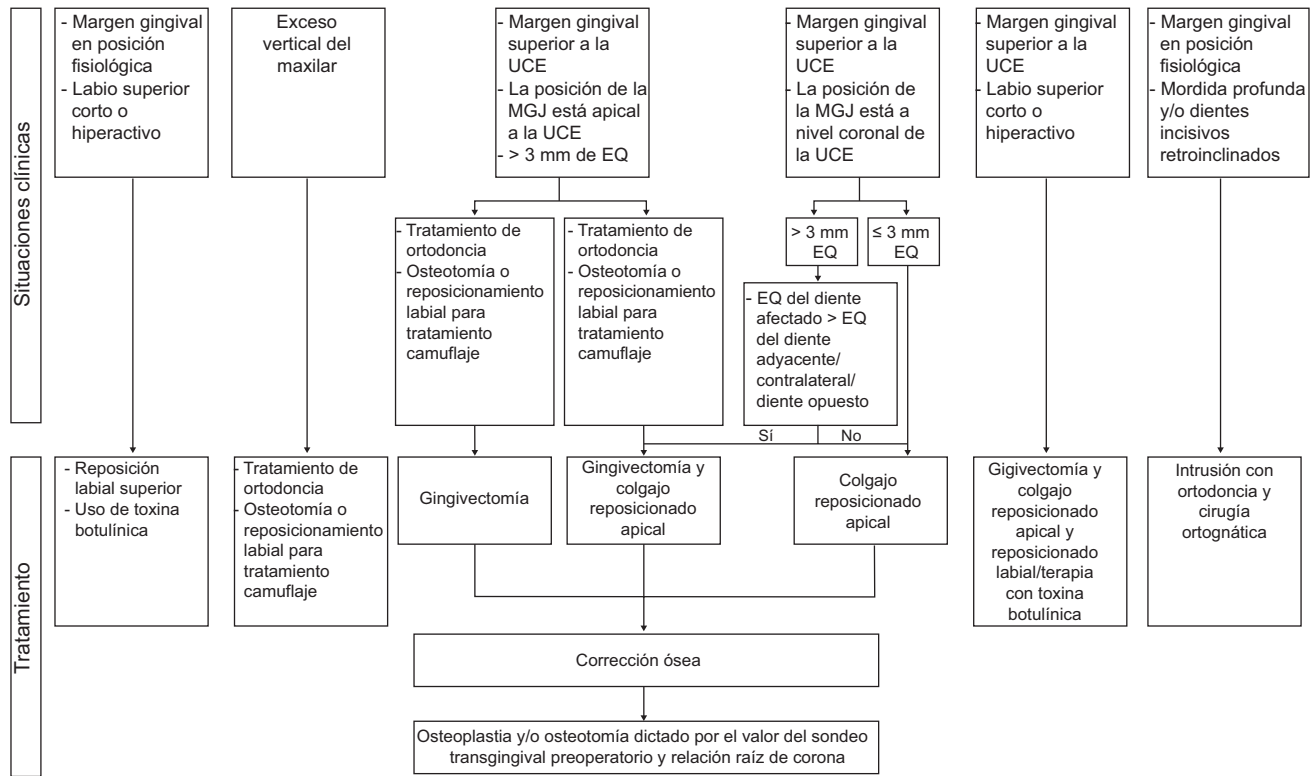 Situaciones clínicas
- Margen gingival
en posición
fisiológica
- Labio superior
corto o
hiperactivo
Exceso
vertical del
maxilar
- Margen gingival
superior a la
UCE
- La posición de la
MGJ está apical
a la UCE
- > 3 mm de EQ
- Margen gingival
superior a la
UCE
- La posición de
la MGJ está a
nivel coronal de
la UCE
- Margen gingival
superior a la
UCE
- Labio superior
corto o
hiperactivo
- Margen gingival
en posición
fisiológica
- Mordida profunda
y/o dientes
incisivos
retroinclinados
- Tratamiento de
ortodoncia
- Osteotomía o
reposicionamiento
labial para
tratamiento
camuflaje
- Tratamiento de
ortodoncia
- Osteotomía o
reposicionamiento
labial para
tratamiento
camuflaje
> 3 mm
EQ
≤ 3 mm
EQ
- EQ del diente
afectado > EQ
del diente
adyacente/
contralateral/
diente opuesto
Sí
No
Tratamiento
- Reposición
labial superior
- Uso de toxina
botulínica
- Tratamiento de
ortodoncia
- Osteotomía o
reposicionamiento
labial para
tratamiento
camuflaje
Gingivectomía
Gingivectomía y
colgajo
reposicionado
apical
Colgajo
reposicionado
apical
Gigivectomía y
colgajo
reposicionado
apical y
reposicionado
labial/terapia
con toxina
botulínica
Intrusión con
ortodoncia y
cirugía
ortognática
Corrección ósea
Osteoplastia y/o osteotomía dictado por el valor del sondeo
transgingival preoperatorio y relación raíz de corona